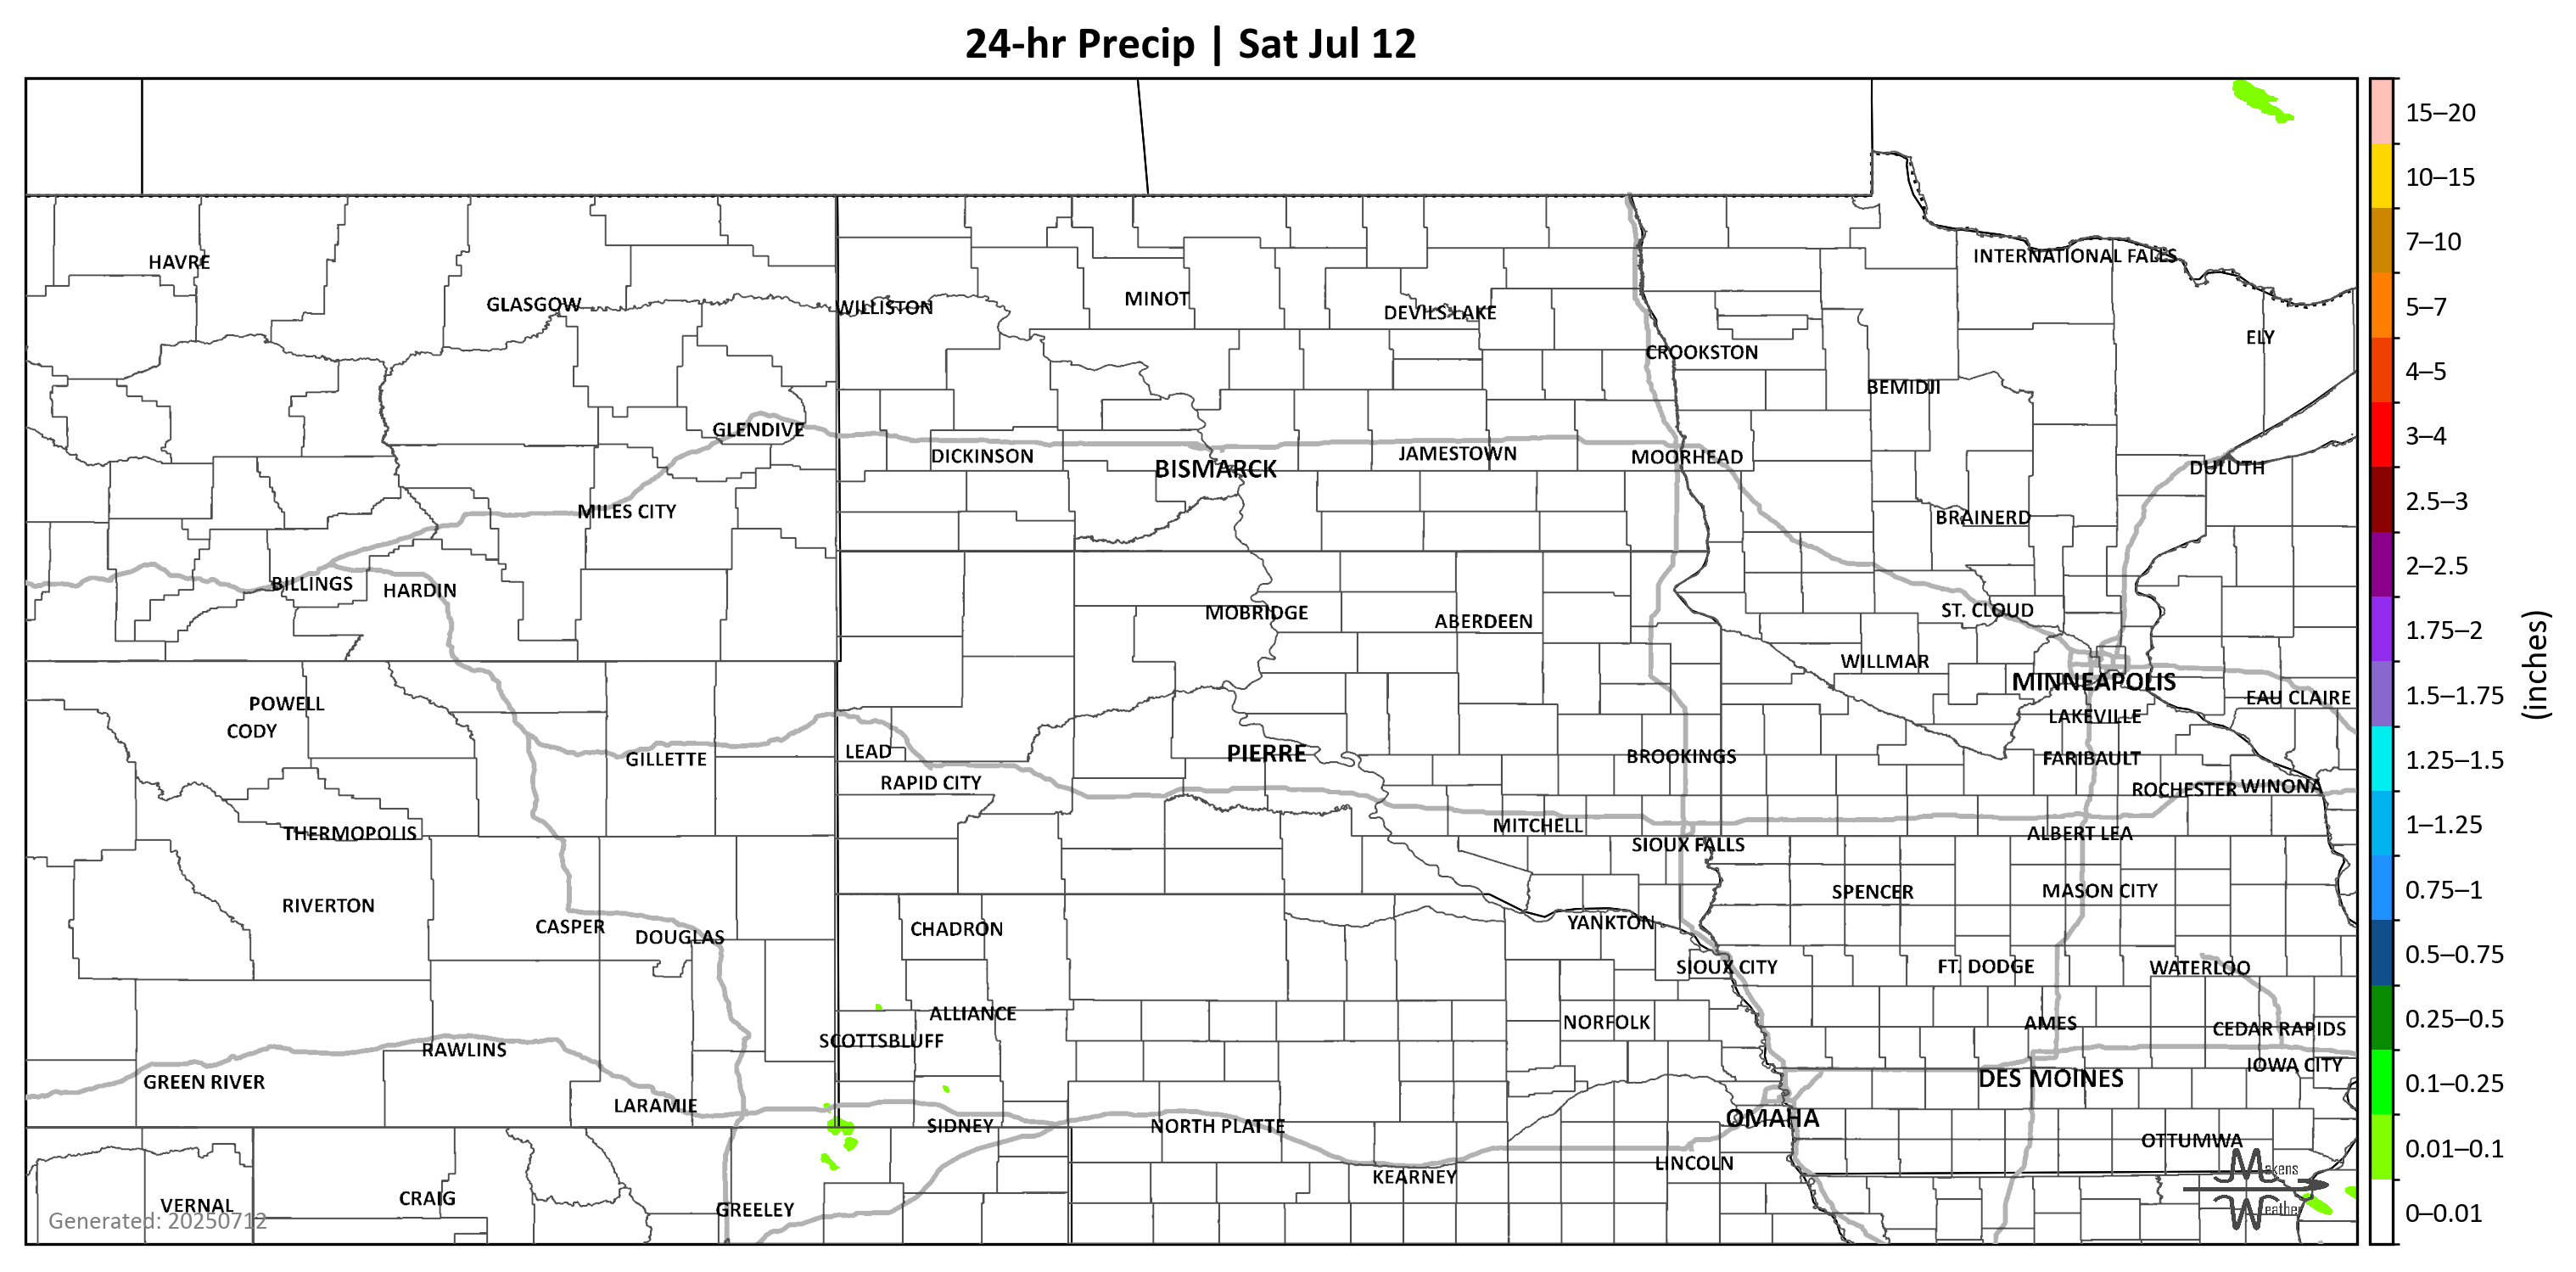 24-hr Precip | Sat Jul 12
15–20
10–15
7–10
5–7
4–5
3–4
2.5–3
2–2.5
1.75–2
1.5–1.75
1.25–1.5
1–1.25
0.75–1
0.5–0.75
0.25–0.5
0.1–0.25
0.01–0.1
0–0.01
(inches)
INTERNATIONAL FALLS
HAVRE
MINOT
GLASGOW
WILLISTON
DEVILS LAKE
ELY
CROOKSTON
BEMIDJI
GLENDIVE
DICKINSON
JAMESTOWN
MOORHEAD
BISMARCK
DULUTH
MILES CITY
BRAINERD
BILLINGS
HARDIN
MOBRIDGE
ST. CLOUD
ABERDEEN
WILLMAR
MINNEAPOLIS
EAU CLAIRE
POWELL
LAKEVILLE
CODY
LEAD
PIERRE
BROOKINGS
GILLETTE
FARIBAULT
RAPID CITY
ROCHESTER
WINONA
MITCHELL
THERMOPOLIS
ALBERT LEA
SIOUX FALLS
SPENCER
MASON CITY
RIVERTON
YANKTON
CASPER
CHADRON
DOUGLAS
SIOUX CITY
FT. DODGE
WATERLOO
ALLIANCE
NORFOLK
AMES
CEDAR RAPIDS
SCOTTSBLUFF
RAWLINS
IOWA CITY
GREEN RIVER
DES MOINES
LARAMIE
OMAHA
SIDNEY
NORTH PLATTE
OTTUMWA
LINCOLN
KEARNEY
Makens
Weather
CRAIG
VERNAL
GREELEY
Generated: 20250712